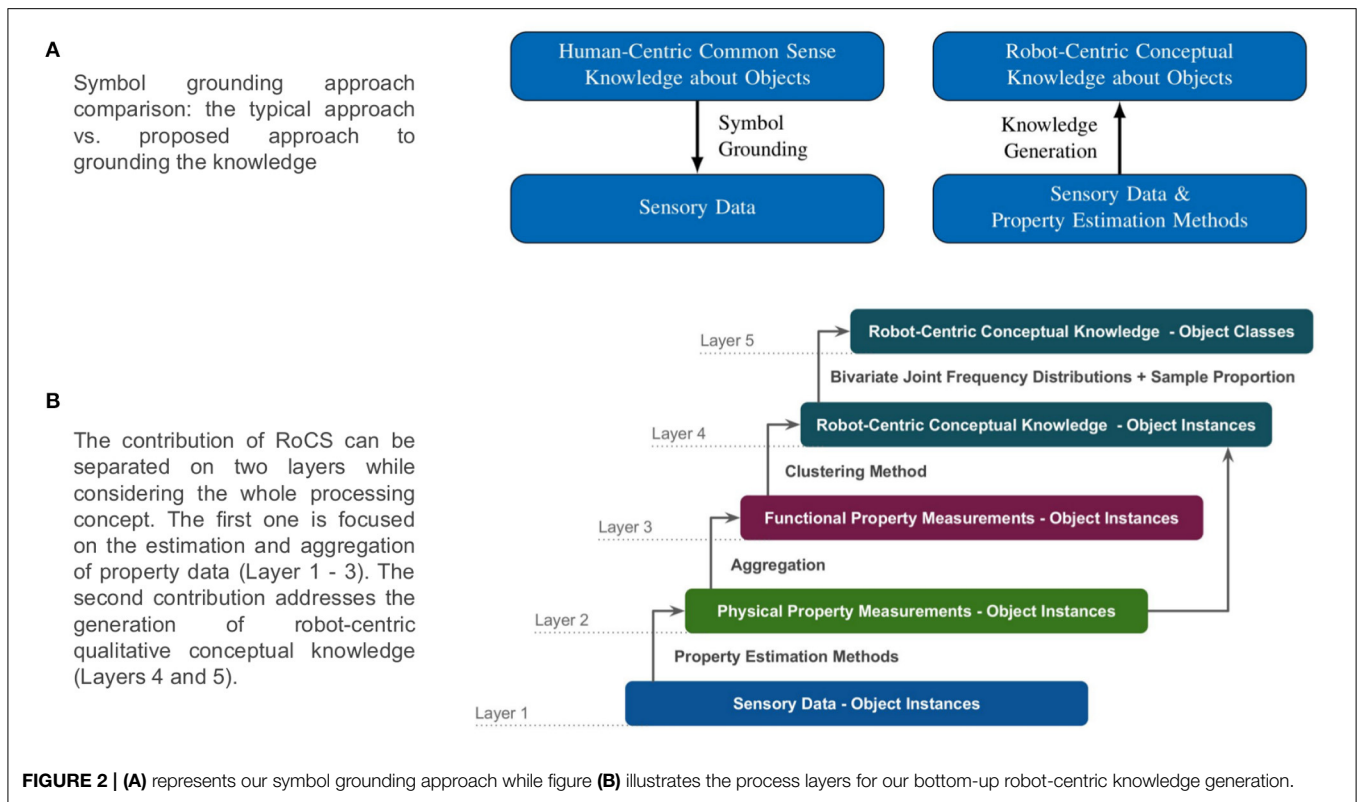 A
Symbol grounding approach
comparison: the typical approach
vs. proposed approach to
grounding the knowledge
Human-Centric Common Sense
Knowledge about Objects
Symbol
Grounding
Sensory Data
Robot-Centric Conceptual
Knowledge about Objects
Knowledge
Generation
Sensory Data &
Property Estimation Methods
B
The contribution of RoCS can be
separated on two layers while
considering the whole processing
concept. The first one is focused
on the estimation and aggregation
of property data (Layer 1 - 3). The
second contribution addresses the
generation of robot-centric
qualitative conceptual knowledge
(Layers 4 and 5).
Layer 5
Robot-Centric Conceptual Knowledge - Object Classes
Bivariate Joint Frequency Distributions + Sample Proportion
Layer 4
Robot-Centric Conceptual Knowledge - Object Instances
Clustering Method
Layer 3
Functional Property Measurements - Object Instances
Aggregation
Layer 2
Physical Property Measurements - Object Instances
Property Estimation Methods
Layer 1
Sensory Data - Object Instances
FIGURE 2 | (A) represents our symbol grounding approach while figure (B) illustrates the process layers for our bottom-up robot-centric knowledge generation.